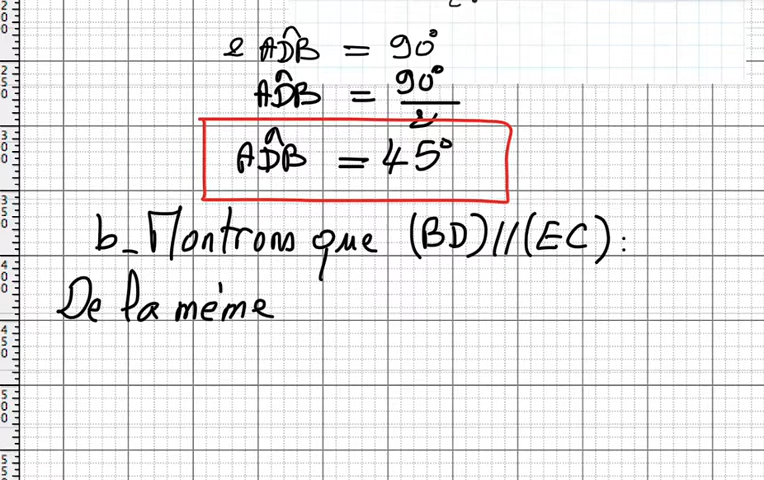 2 AD̂B = 90°
AD̂B = 90°/2
AD̂B = 45°
b_ Montrons que (BD)//(EC):
De la même